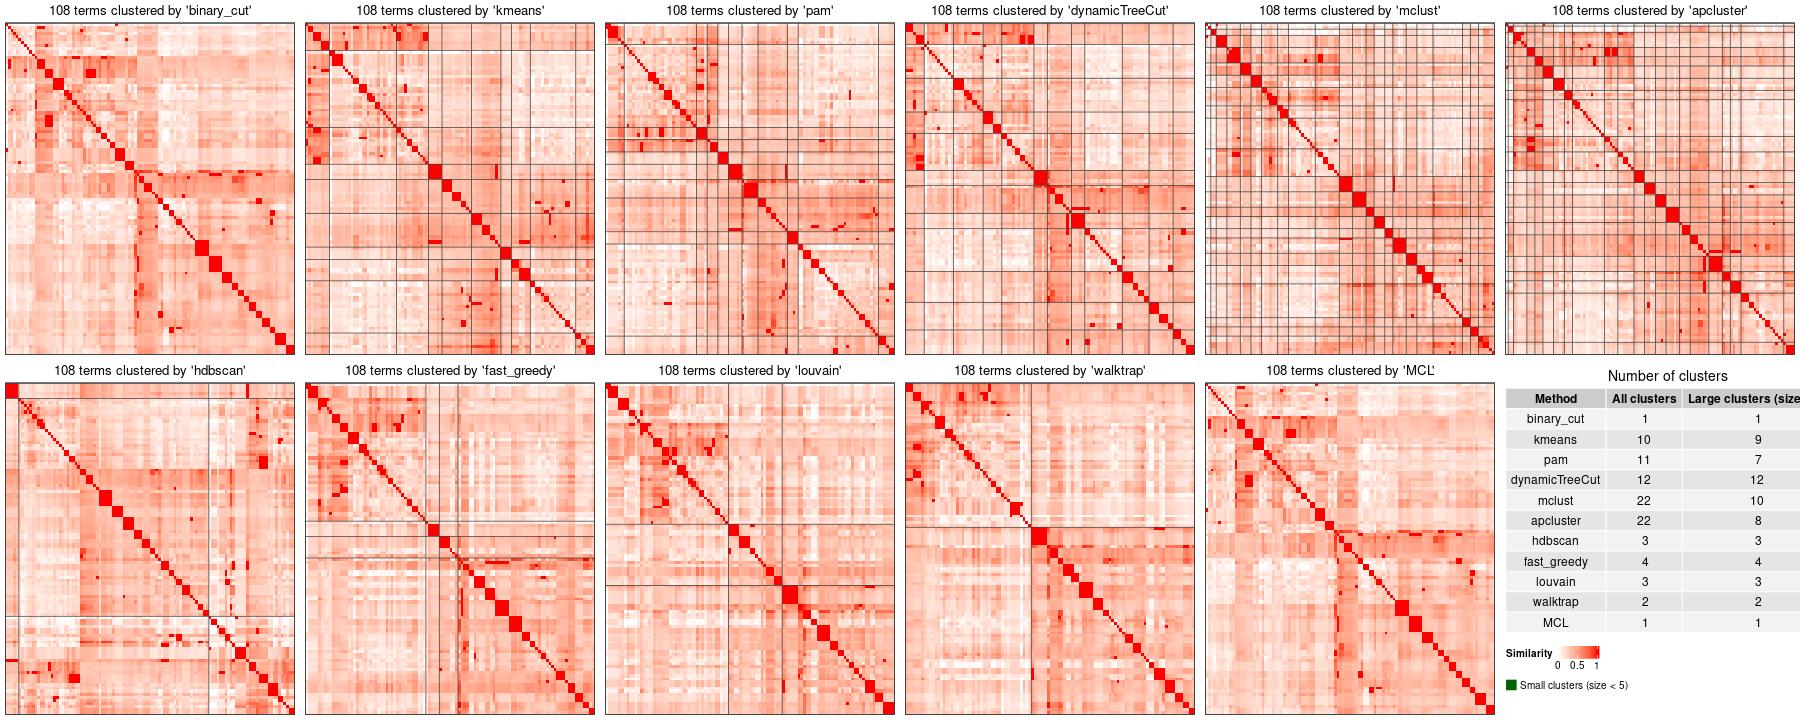 108 terms clustered by 'binary_cut'
108 terms clustered by 'kmeans'
108 terms clustered by 'pam'
108 terms clustered by 'dynamicTreeCut'
108 terms clustered by 'mclust'
108 terms clustered by 'apcluster'
108 terms clustered by 'hdbscan'
108 terms clustered by 'fast_greedy'
108 terms clustered by 'louvain'
108 terms clustered by 'walktrap'
108 terms clustered by 'MCL'
Number of clusters
Method All clusters Large clusters (size
binary_cut 1 1
kmeans 10 9
pam 11 7
dynamicTreeCut 12 12
mclust 22 10
apcluster 22 8
hdbscan 3 3
fast_greedy 4 4
louvain 3 3
walktrap 2 2
MCL 1 1
Similarity
0 0.5 1
Small clusters (size < 5)